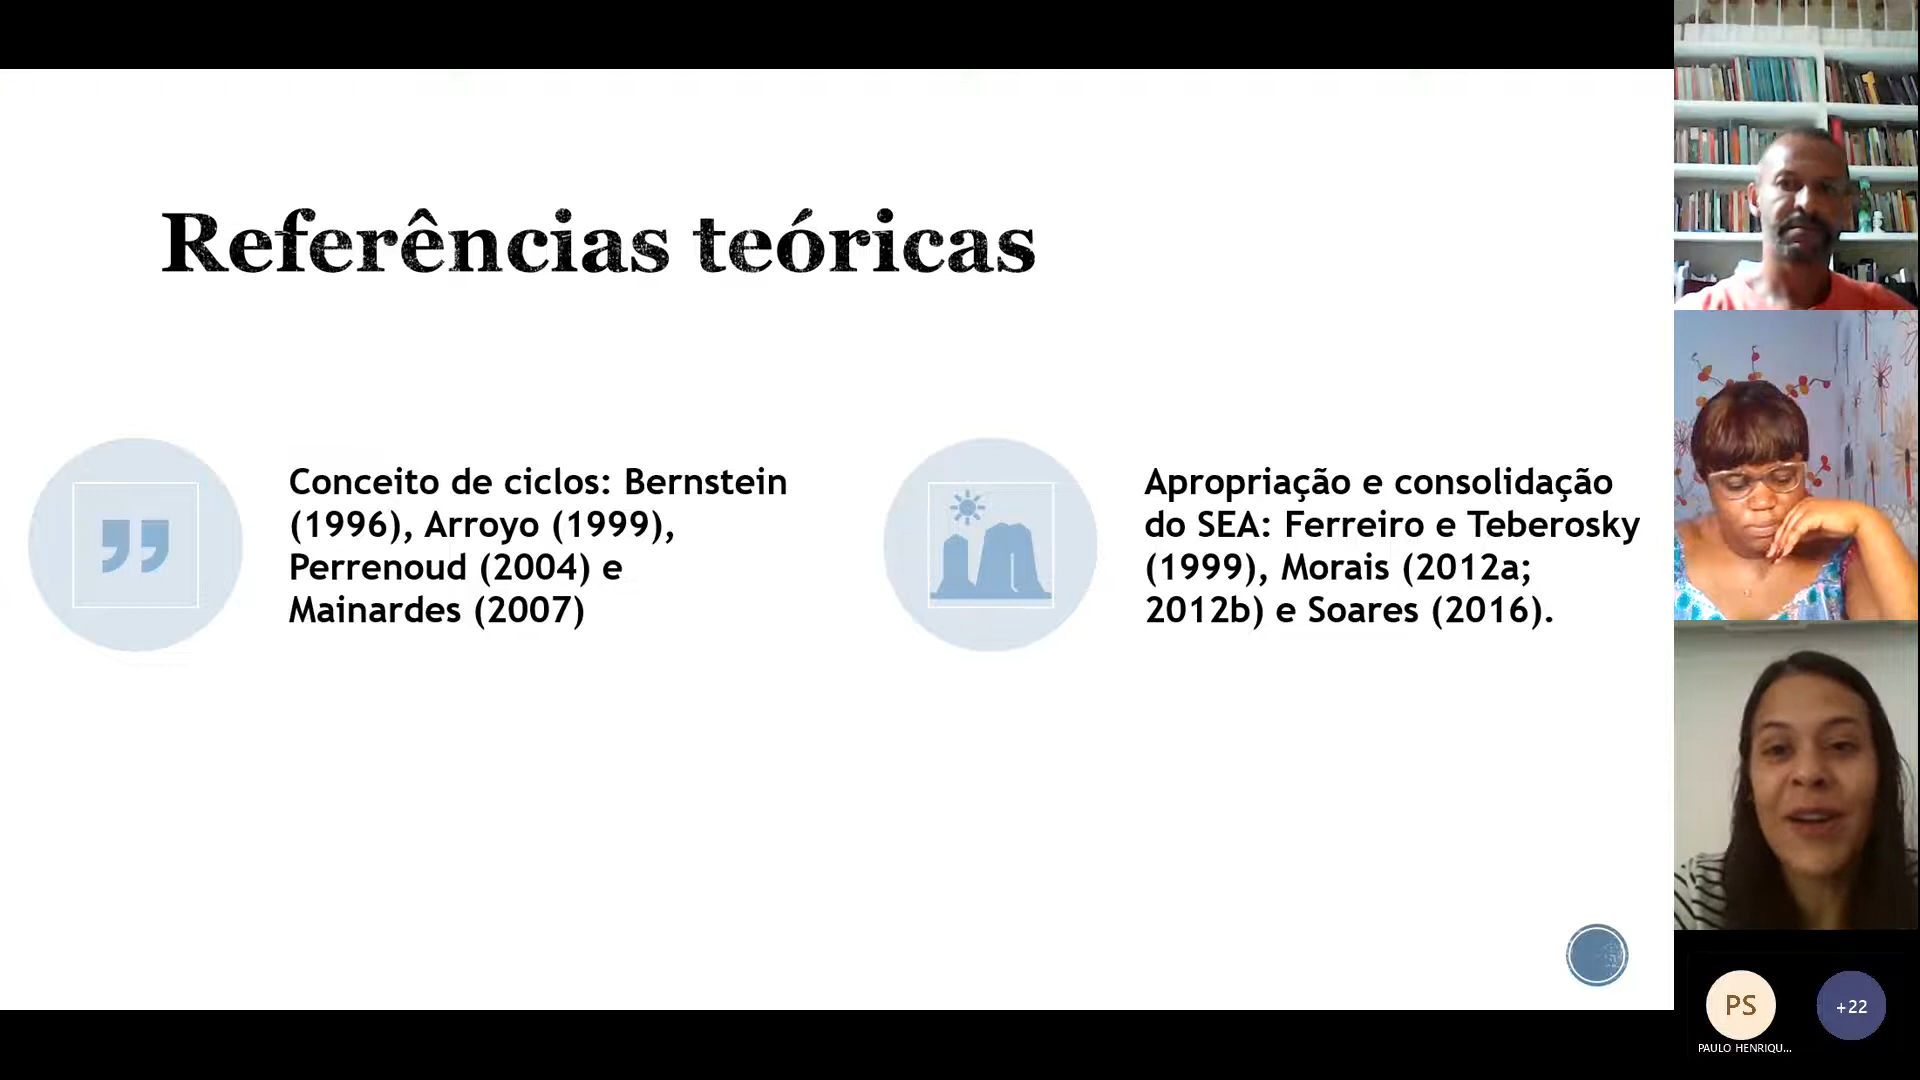 Referências teóricas
Conceito de ciclos: Bernstein
(1996), Arroyo (1999),
Perrenoud (2004) e
Mainardes (2007)
Apropriação e consolidação
do SEA: Ferreiro e Teberosky
(1999), Morais (2012a;
2012b) e Soares (2016).
PS
+22
PAULO HENRIQU...